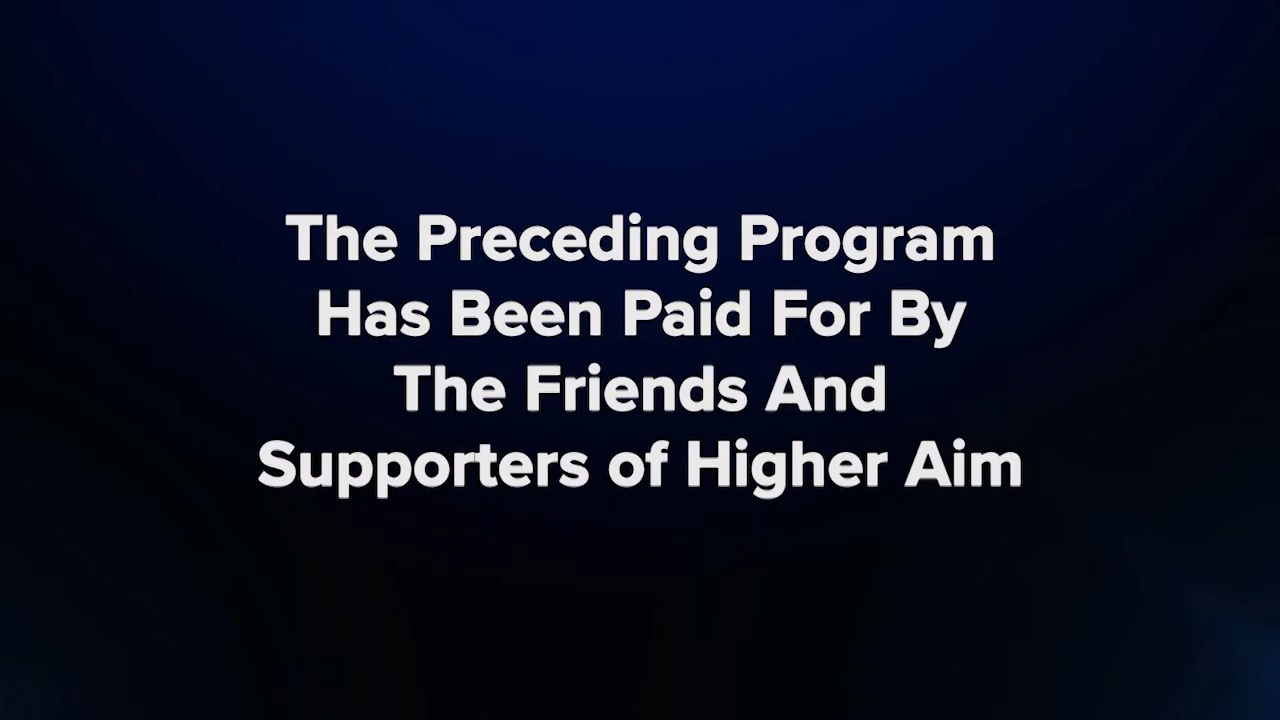 The Preceding Program
Has Been Paid For By
The Friends And
Supporters of Higher Aim